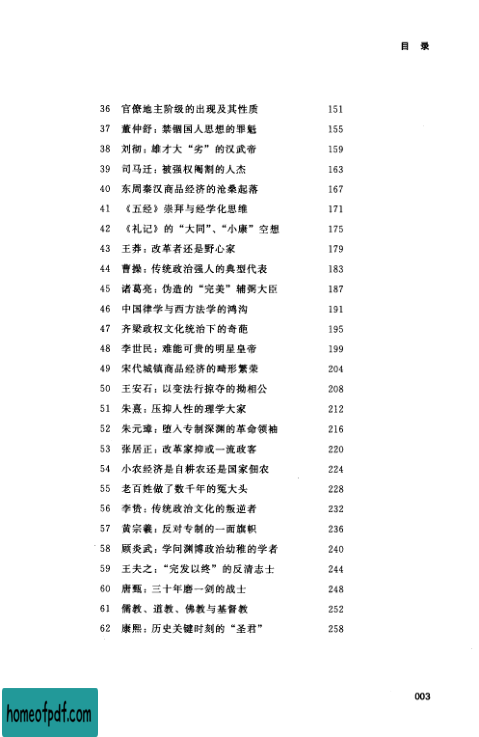 目 录
36 官僚地主阶级的出现及其性质 151
37 董仲舒：禁锢国人思想的罪魁 155
38 刘彻：雄才大“劣”的汉武帝 159
39 司马迁：被强权阉割的人杰 163
40 东周秦汉商品经济的沧桑起落 167
41 《五经》崇拜与经学化思维 171
42 《礼记》的“大同”、“小康”空想 175
43 王莽：改革者还是野心家 179
44 曹操：传统政治强人的典型代表 183
45 诸葛亮：伪造的“完美”辅弼大臣 187
46 中国律学与西方法学的鸿沟 191
47 齐梁政权文化统治下的奇葩 195
48 李世民：难能可贵的明星皇帝 199
49 宋代城镇商品经济的畸形繁荣 204
50 王安石：以变法行掠夺的拗相公 208
51 朱熹：压抑人性的理学大家 212
52 朱元璋：堕入专制深渊的革命领袖 216
53 张居正：改革家抑或一流政客 220
54 小农经济是自耕农还是国家佃农 224
55 老百姓做了数千年的冤大头 228
56 李贽：传统政治文化的叛逆者 232
57 黄宗羲：反对专制的一面旗帜 236
58 顾炎武：学问渊博政治幼稚的学者 240
59 王夫之：“完发以终”的反清志士 244
60 唐甄：三十年磨一剑的战士 248
61 儒教、道教、佛教与基督教 252
62 康熙：历史关键时刻的“圣君” 258
003
homeofpdf.com